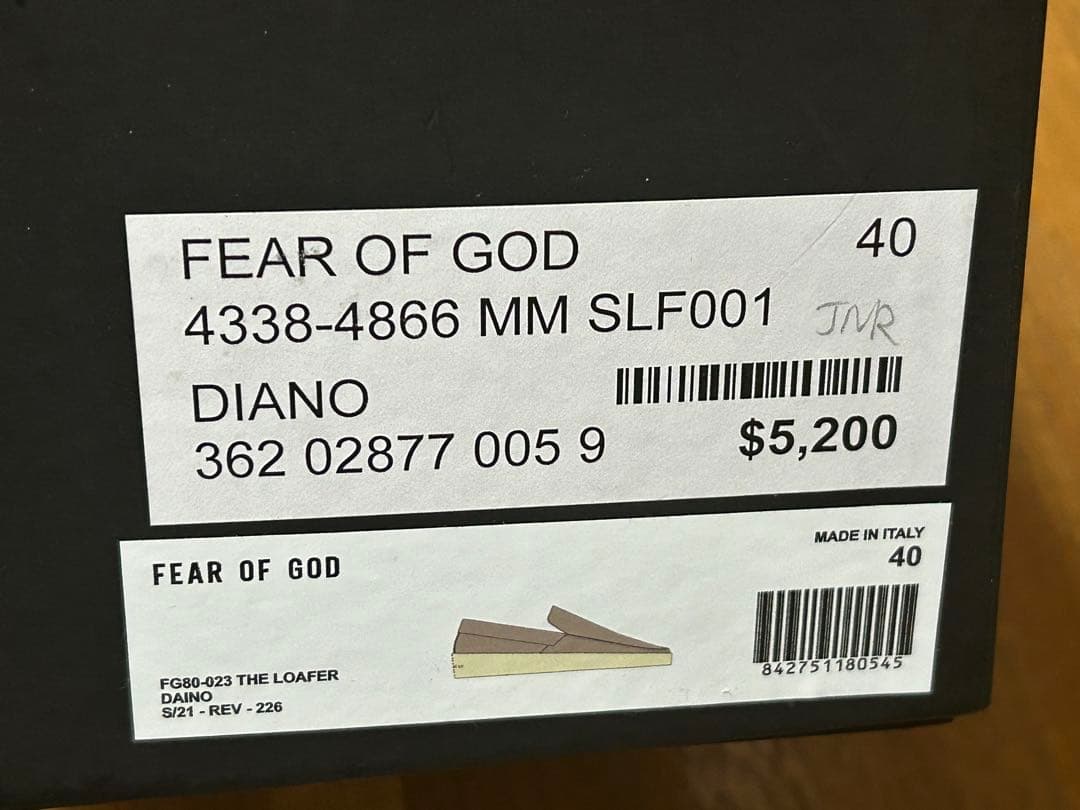 FEAR OF GOD 40
4338-4866 MM SLF001 JNR
DIANO
362 02877 005 9 $5,200
MADE IN ITALY
FEAR OF GOD 40
842751180545
FG80-023 THE LOAFER
DAINO
S/21 - REV - 226